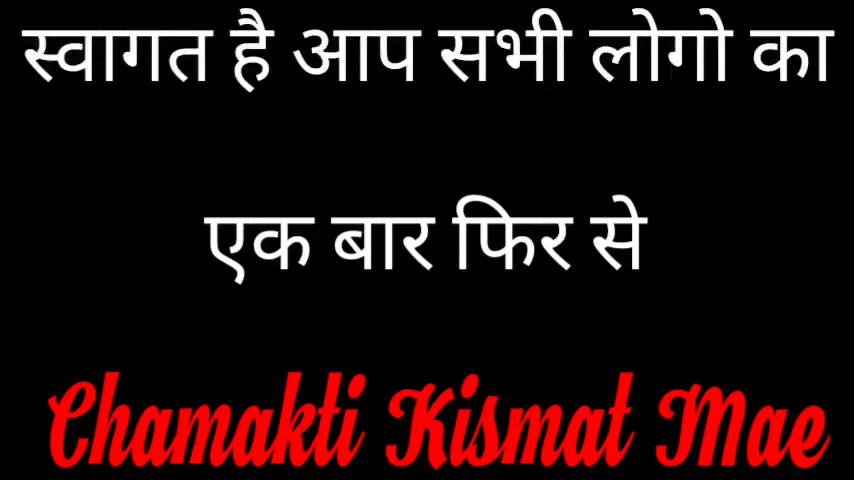 स्वागत है आप सभी लोगो का
एक बार फिर से
Chamakti Kismat Mae